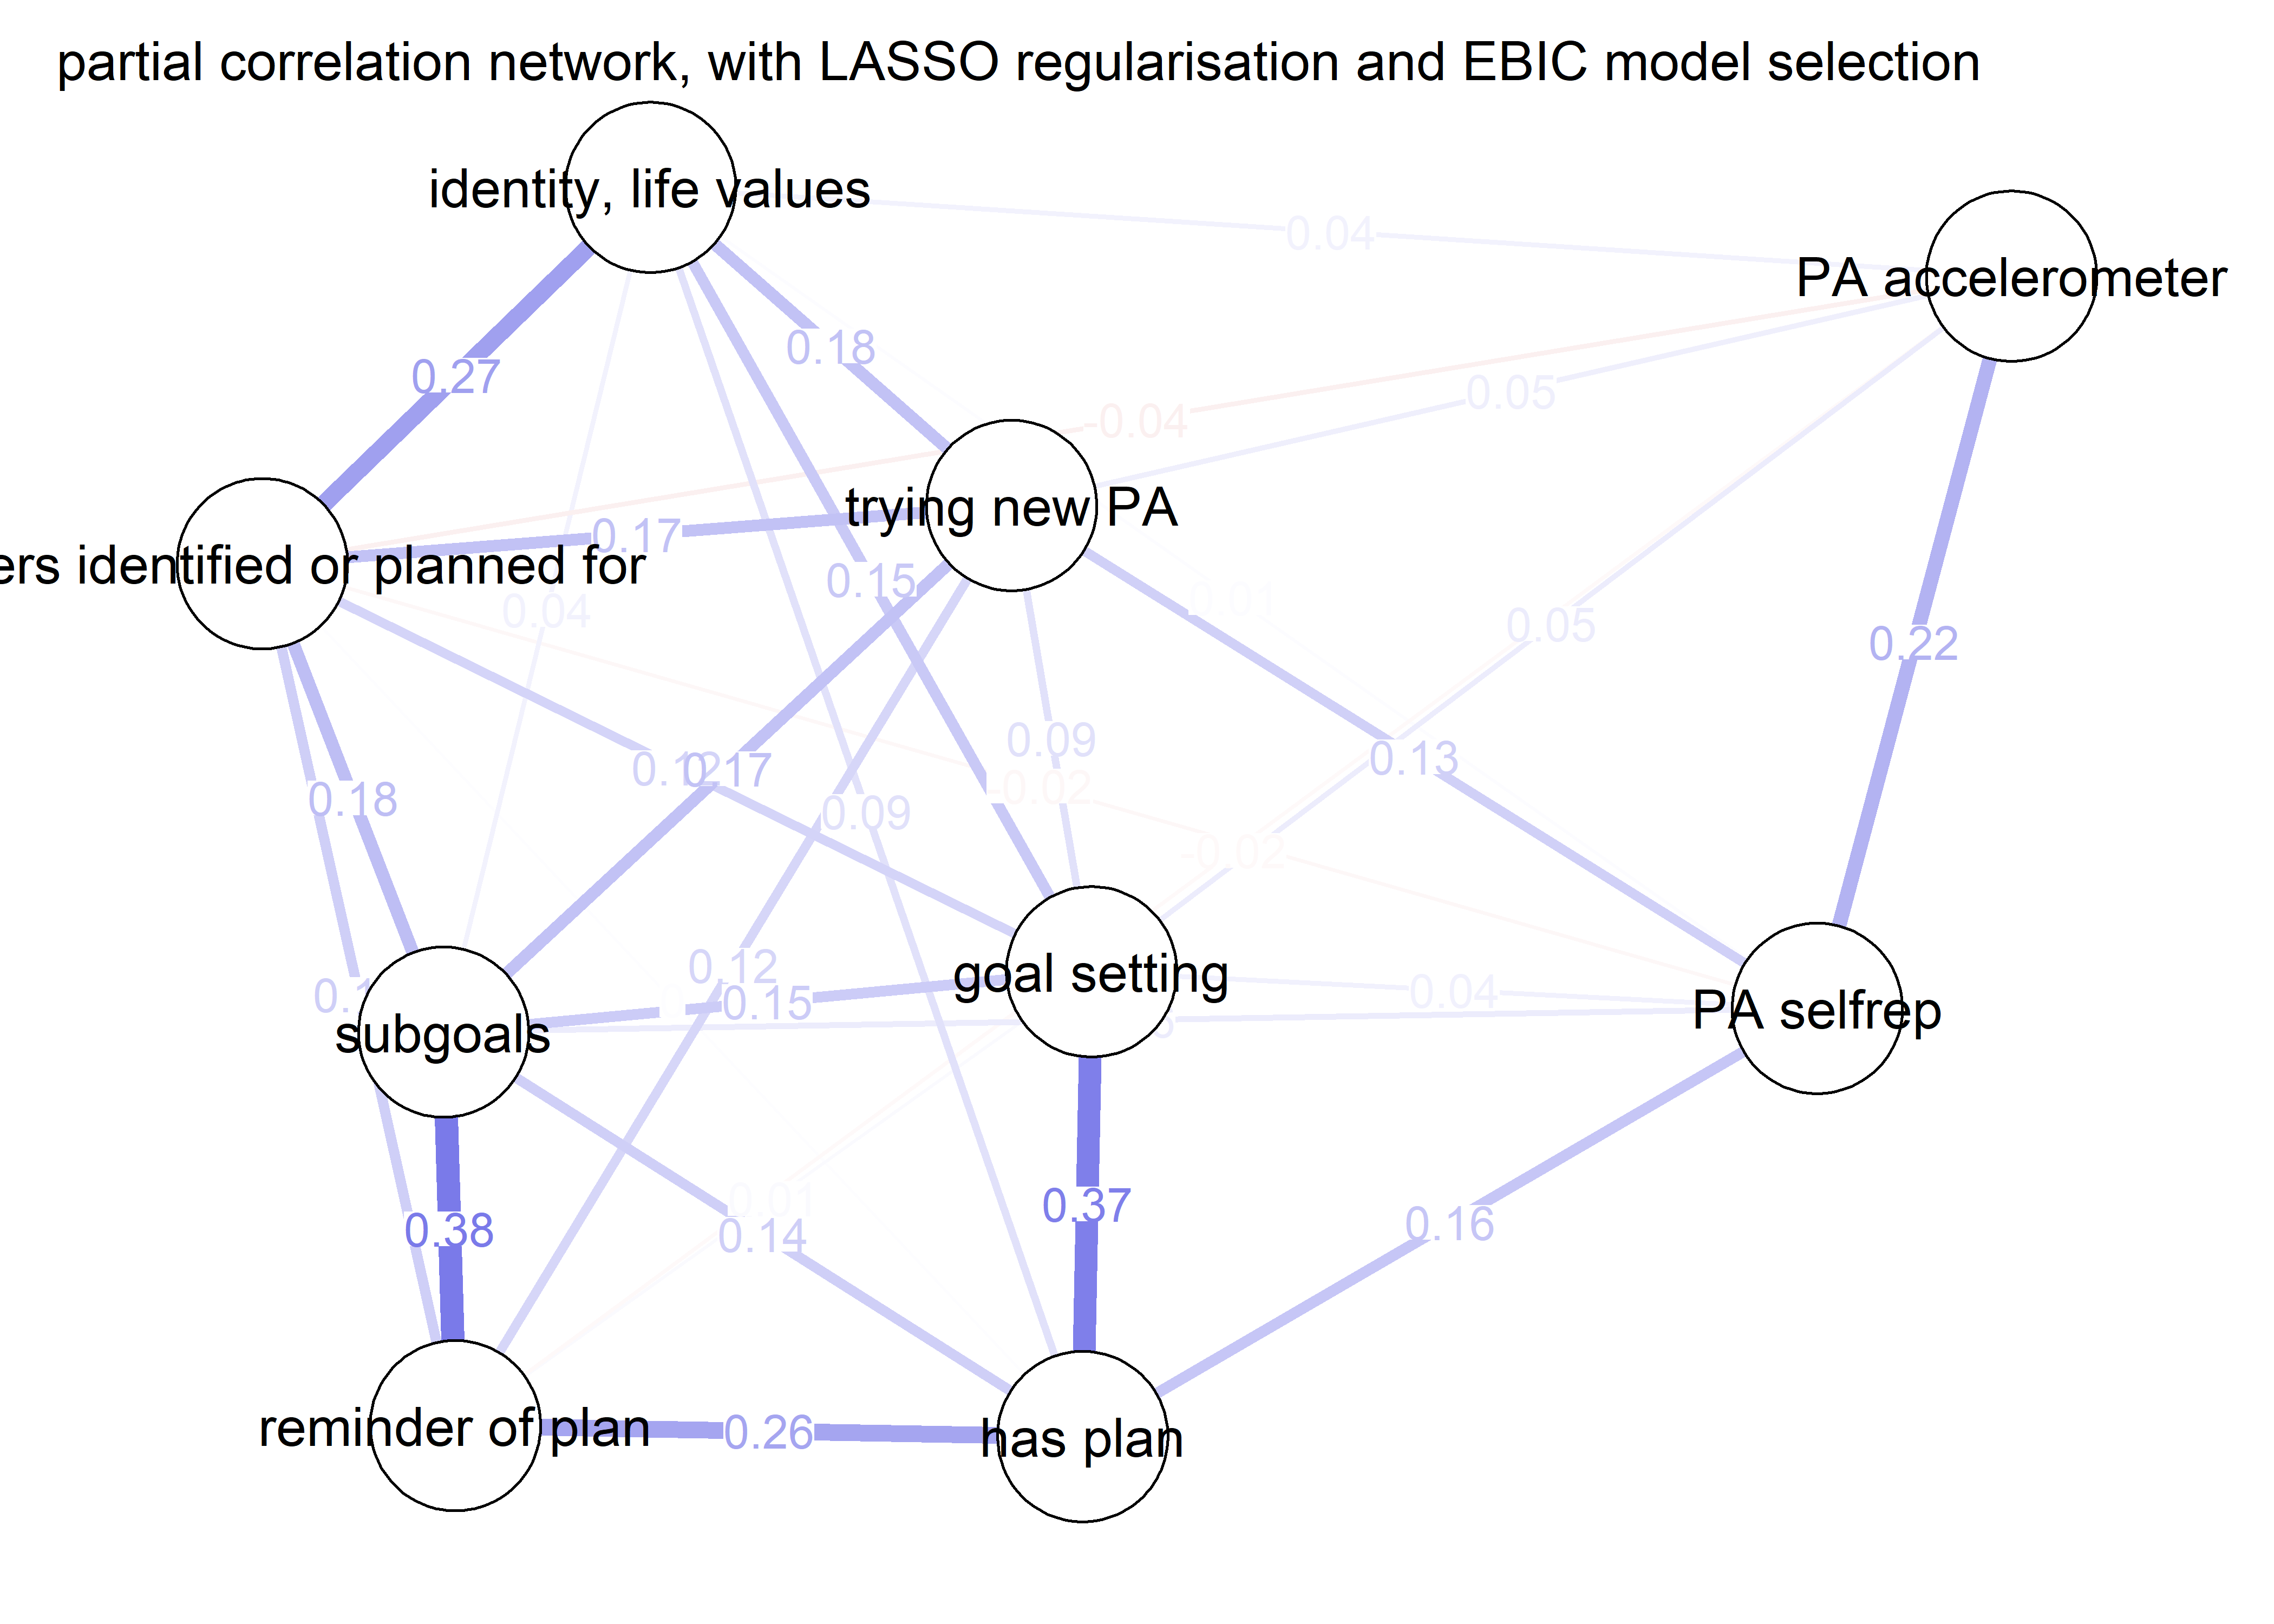 partial correlation network, with LASSO regularisation and EBIC model selection
identity, life values
0.04
PA accelerometer
0.18
0.27
0.05
-0.04
trying new PA
0.17
identified or planned for
0.15
0.01
0.04
0.05
0.22
0.09
0.13
0.12
0.17
0.18
0.09
-0.02
-0.02
0.12
goal setting
0.04
0.15
PA selfrep
subgoals
0.01
0.37
0.38
0.14
0.16
reminder of plan
0.26
has plan